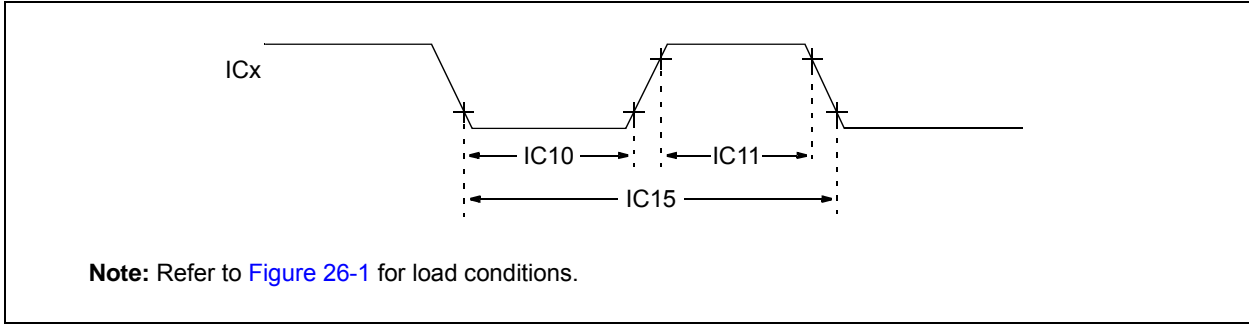 ICx
IC10
IC11
IC15
Note: Refer to Figure 26-1 for load conditions.